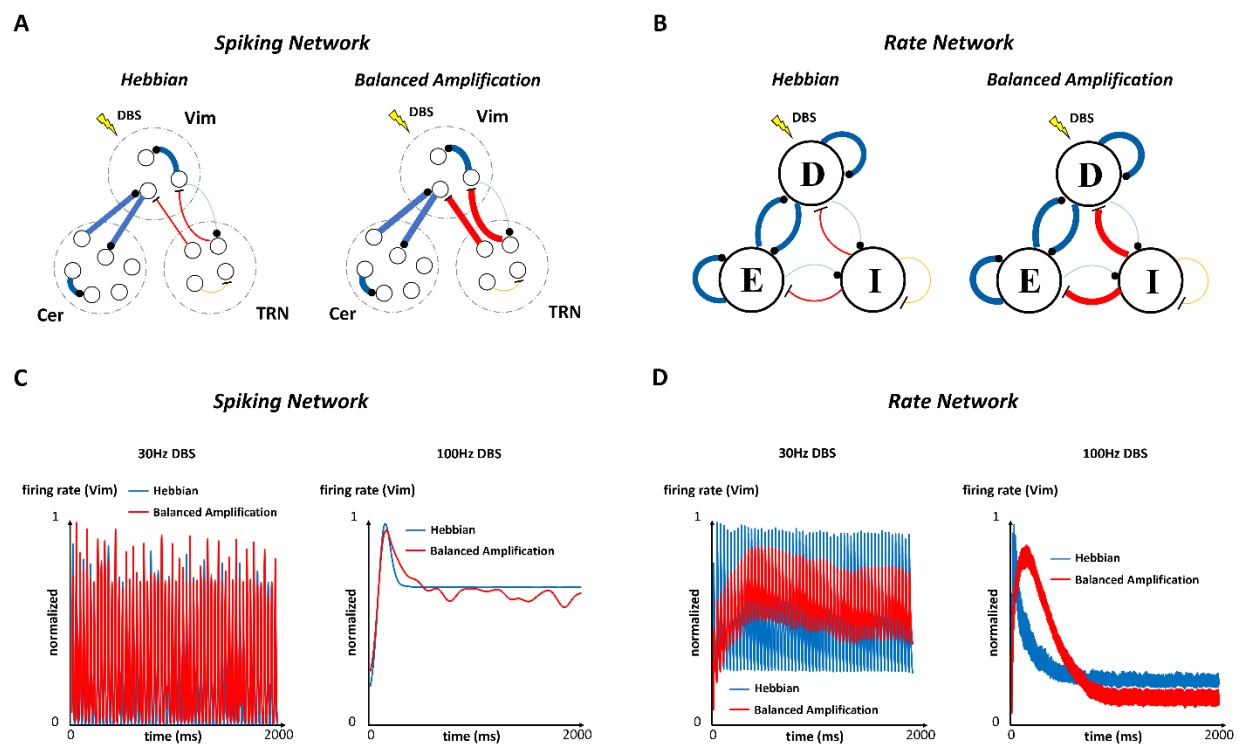 A
Spiking Network
Hebbian
Balanced Amplification
DBS
Vim
DBS
Vim
Cer
TRN
Cer
TRN
B
Rate Network
Hebbian
Balanced Amplification
DBS
DBS
D
D
E
I
E
I
C
Spiking Network
30Hz DBS
100Hz DBS
firing rate (Vim)
Hebbian
Balanced Amplification
1
normalized
0
time (ms)
2000
firing rate (Vim)
1
Hebbian
Balanced Amplification
normalized
0
time (ms)
2000
D
Rate Network
30Hz DBS
100Hz DBS
firing rate (Vim)
1
normalized
Hebbian
Balanced Amplification
0
time (ms)
2000
firing rate (Vim)
1
Hebbian
Balanced Amplification
normalized
0
time (ms)
2000